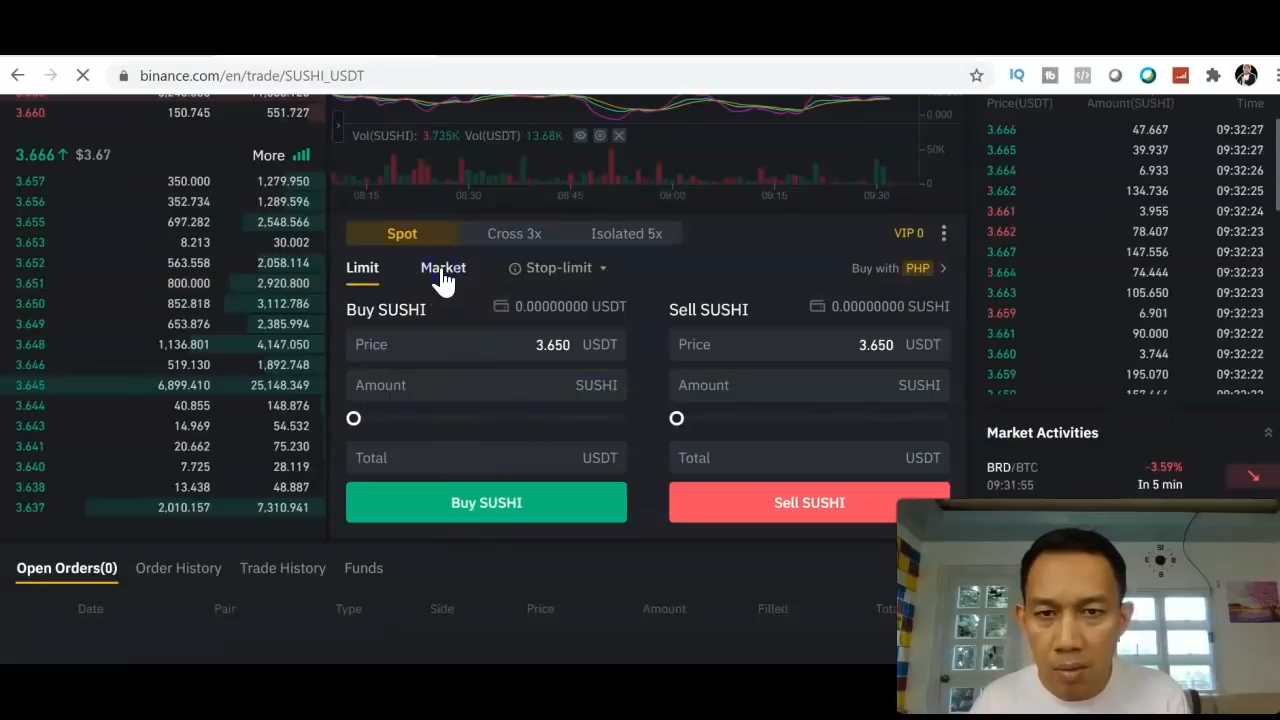 binance.com/en/trade/SUSHI_USDT
3.660 150.745 551.727
3.666↑ $3.67 More
3.657 350.000 1,279.950
3.656 352.734 1,289.596
3.655 697.282 2,548.566
3.653 8.213 30.002
3.652 563.558 2,058.114
3.651 800.000 2,920.800
3.650 852.818 3,112.786
3.649 653.876 2,385.994
3.648 1,136.801 4,147.050
3.646 519.130 1,892.748
3.645 6,899.410 25,148.349
3.644 40.855 148.876
3.643 14.969 54.532
3.641 20.662 75.230
3.640 7.725 28.119
3.638 13.438 48.887
3.637 2,010.157 7,310.941
-0.000
Vol(SUSHI): 3.735K Vol(USDT) 13.68K
50K
0
08:15 08:30 08:45 09:00 09:15 09:30
Spot Cross 3x Isolated 5x VIP 0
Limit Market Stop-limit Buy with PHP
Buy SUSHI 0.00000000 USDT
Price 3.650 USDT
Amount SUSHI
Total USDT
Buy SUSHI
Sell SUSHI 0.00000000 SUSHI
Price 3.650 USDT
Amount SUSHI
Total USDT
Sell SUSHI
Price(USDT) Amount(SUSHI) Time
3.666 47.667 09:32:27
3.665 39.937 09:32:27
3.664 6.933 09:32:26
3.662 134.736 09:32:25
3.661 3.955 09:32:24
3.662 78.407 09:32:23
3.667 147.556 09:32:23
3.664 74.444 09:32:23
3.663 105.650 09:32:23
3.659 6.901 09:32:23
3.661 90.000 09:32:22
3.660 3.744 09:32:22
3.659 195.070 09:32:22
Market Activities
BRD/BTC -3.59%
09:31:55 In 5 min
Open Orders(0) Order History Trade History Funds
Date Pair Type Side Price Amount Filled